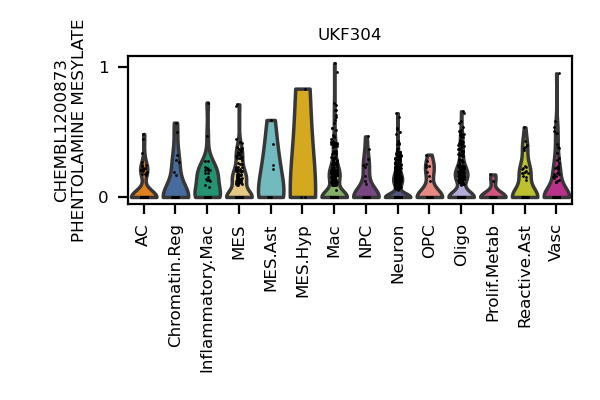 UKF304
CHEMBL1200873
PHENTOLAMINE MESYLATE
1
0
AC
Chromatin.Reg
Inflammatory.Mac
MES
MES.Ast
MES.Hyp
Mac
NPC
Neuron
OPC
Oligo
Prolif.Metab
Reactive.Ast
Vasc